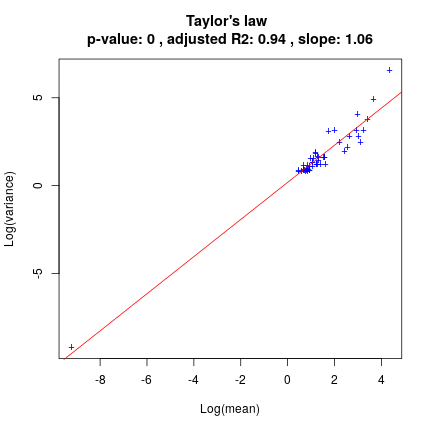 Taylor's law
p-value: 0 , adjusted R2: 0.94 , slope: 1.06
Log(variance)
5
0
-5
-8 -6 -4 -2 0 2 4
Log(mean)